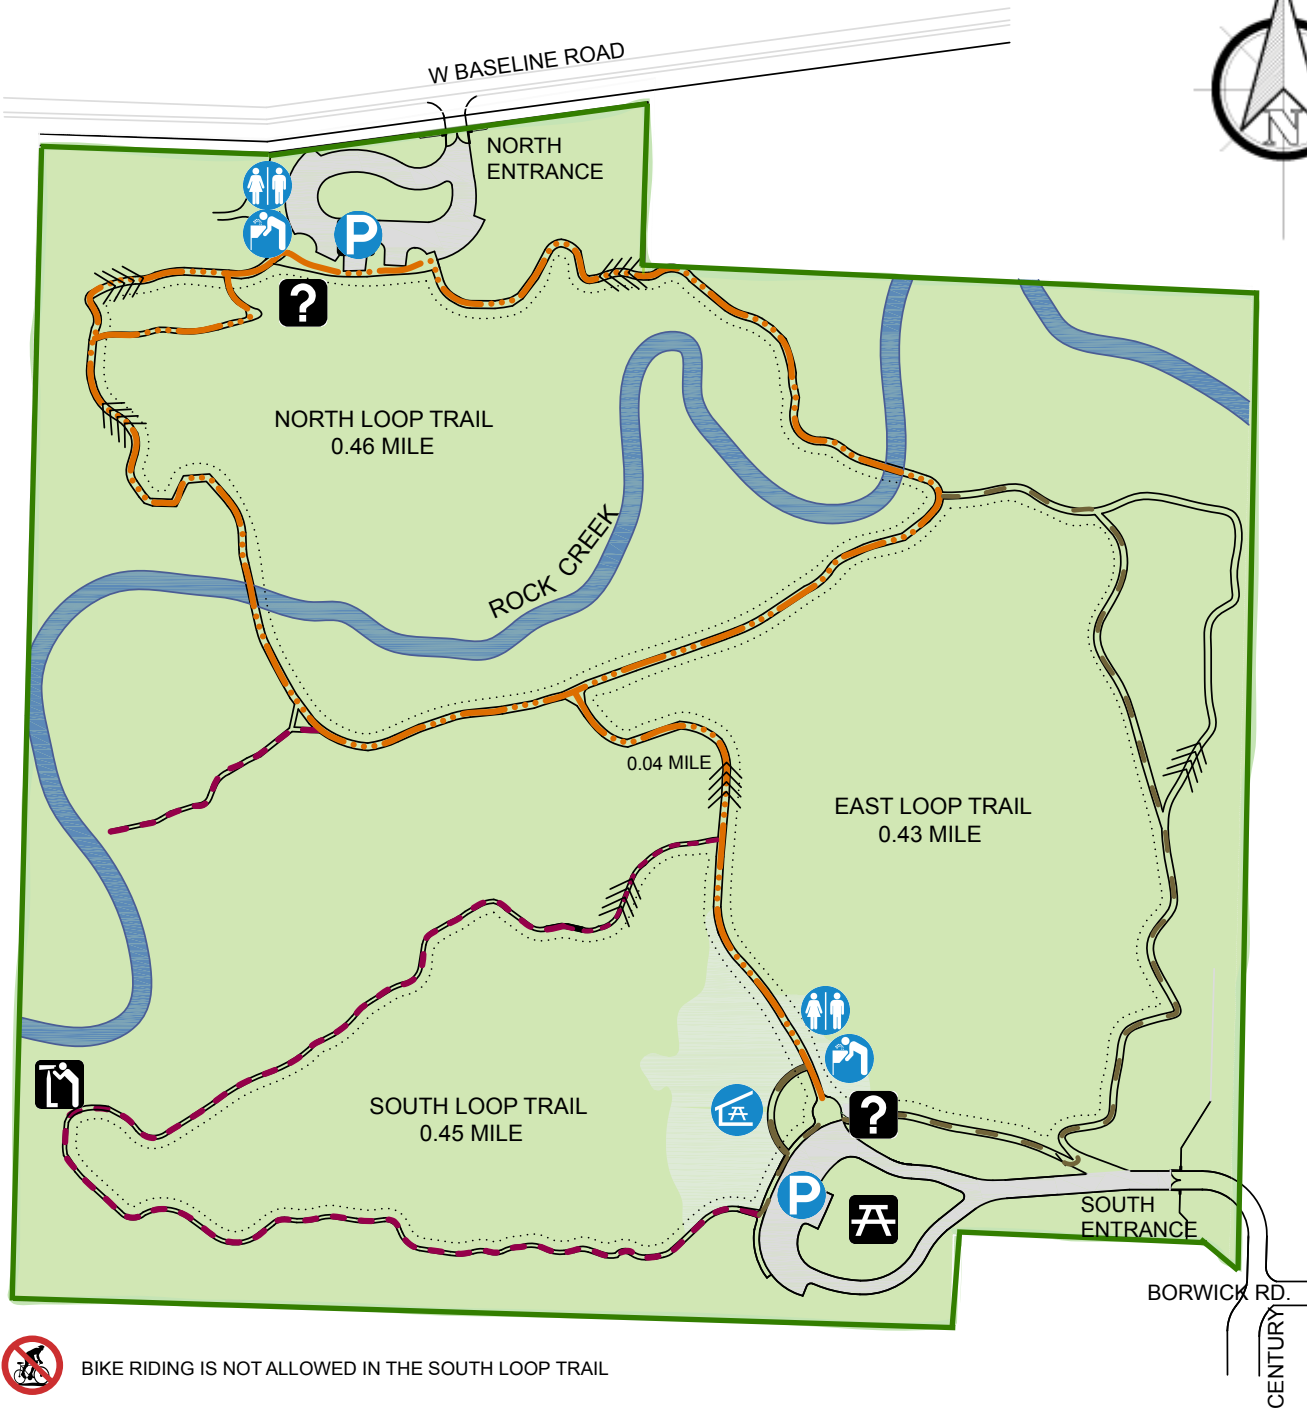 W BASELINE ROAD
N
NORTH
ENTRANCE
P
?
NORTH LOOP TRAIL
0.46 MILE
ROCK CREEK
0.04 MILE
EAST LOOP TRAIL
0.43 MILE
SOUTH LOOP TRAIL
0.45 MILE
?
P
SOUTH
ENTRANCE
BORWICK RD.
CENTURY
BIKE RIDING IS NOT ALLOWED IN THE SOUTH LOOP TRAIL